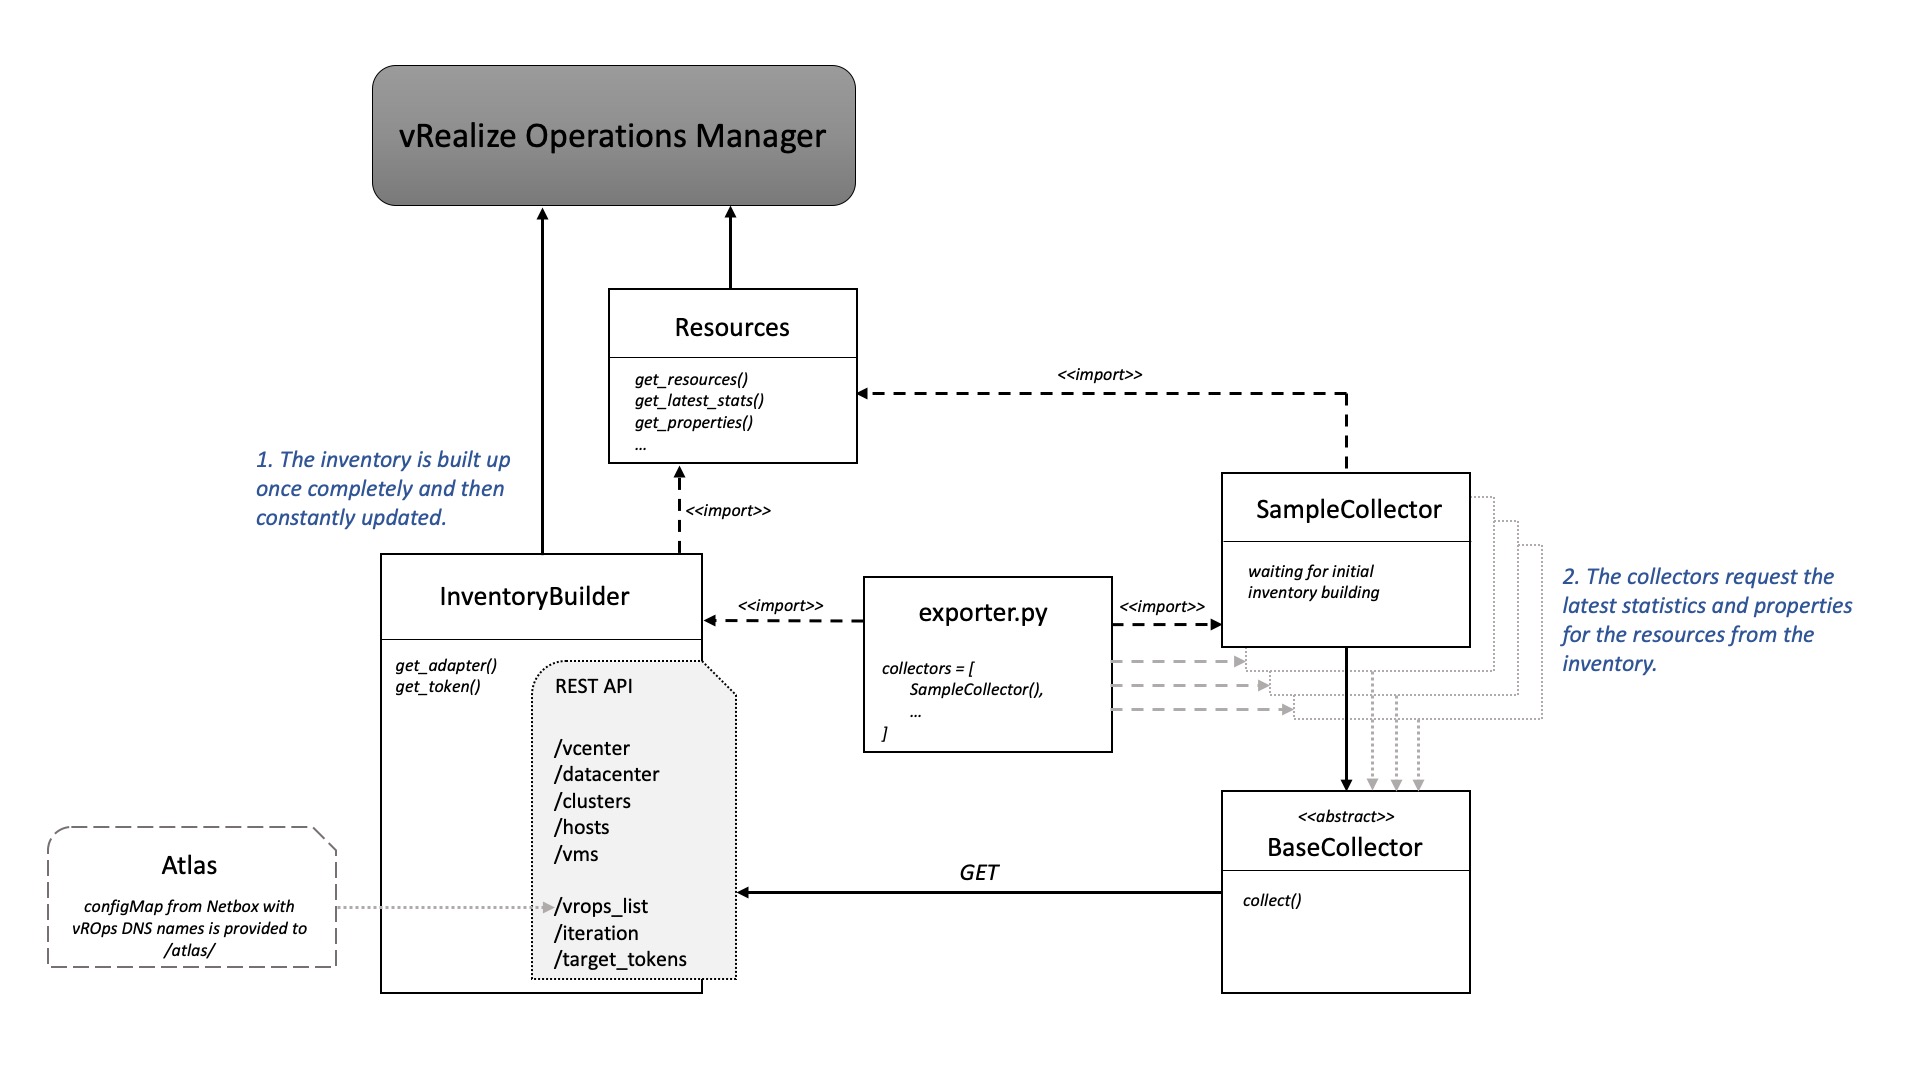 vRealize Operations Manager
Resources
get_resources()
get_latest_stats()
get_properties()
...
<<import>>
1. The inventory is built up
once completely and then
constantly updated.
<<import>>
SampleCollector
waiting for initial
inventory building
2. The collectors request the
latest statistics and properties
for the resources from the
inventory.
InventoryBuilder
get_adapter()
get_token()
<<import>>
exporter.py
collectors = [
SampleCollector(),
...
]
<<import>>
REST API
/vcenter
/datacenter
/clusters
/hosts
/vms
/vrops_list
/iteration
/target_tokens
Atlas
configMap from Netbox with
vROps DNS names is provided to
/atlas/
GET
<<abstract>>
BaseCollector
collect()